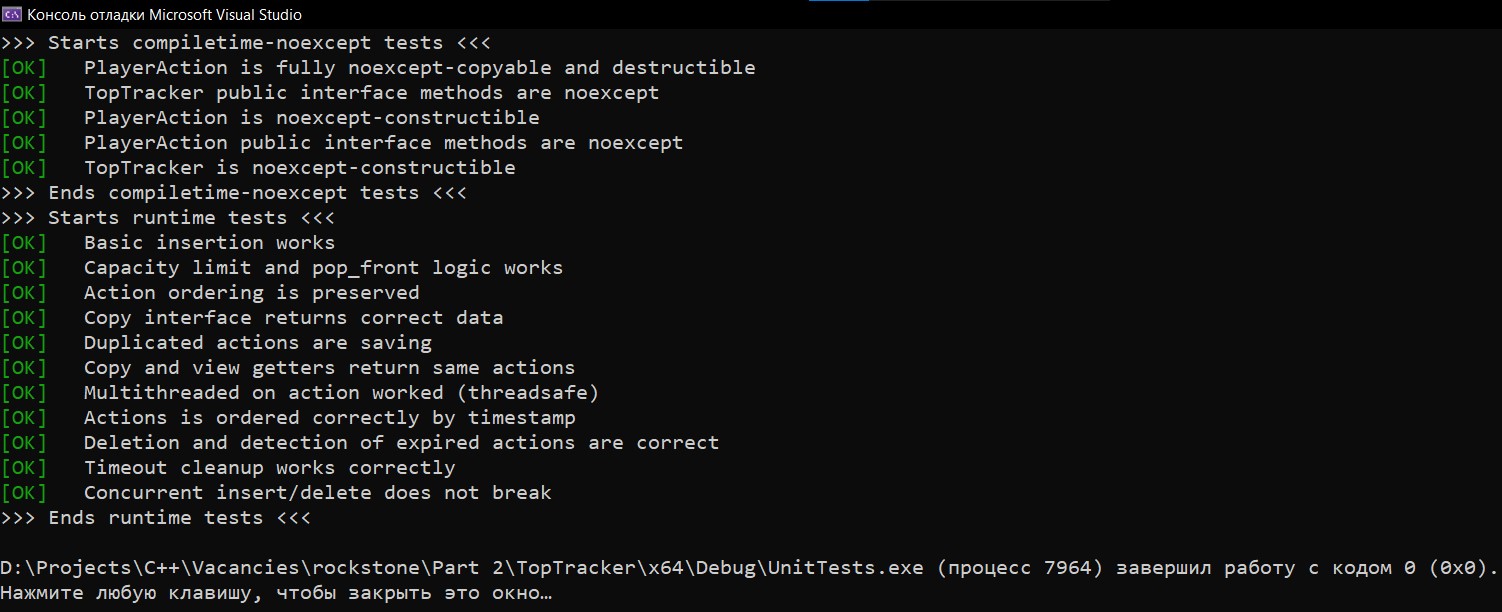 Консоль отладки Microsoft Visual Studio
>>> Starts compiletime-noexcept tests <<<
[OK]   PlayerAction is fully noexcept-copyable and destructible
[OK]   TopTracker public interface methods are noexcept
[OK]   PlayerAction is noexcept-constructible
[OK]   PlayerAction public interface methods are noexcept
[OK]   TopTracker is noexcept-constructible
>>> Ends compiletime-noexcept tests <<<
>>> Starts runtime tests <<<
[OK]   Basic insertion works
[OK]   Capacity limit and pop_front logic works
[OK]   Action ordering is preserved
[OK]   Copy interface returns correct data
[OK]   Duplicated actions are saving
[OK]   Copy and view getters return same actions
[OK]   Multithreaded on action worked (threadsafe)
[OK]   Actions is ordered correctly by timestamp
[OK]   Deletion and detection of expired actions are correct
[OK]   Timeout cleanup works correctly
[OK]   Concurrent insert/delete does not break
>>> Ends runtime tests <<<
D:\Projects\C++\Vacancies\rockstone\Part 2\TopTracker\x64\Debug\UnitTests.exe (процесс 7964) завершил работу с кодом 0 (0x0).
Нажмите любую клавишу, чтобы закрыть это окно…